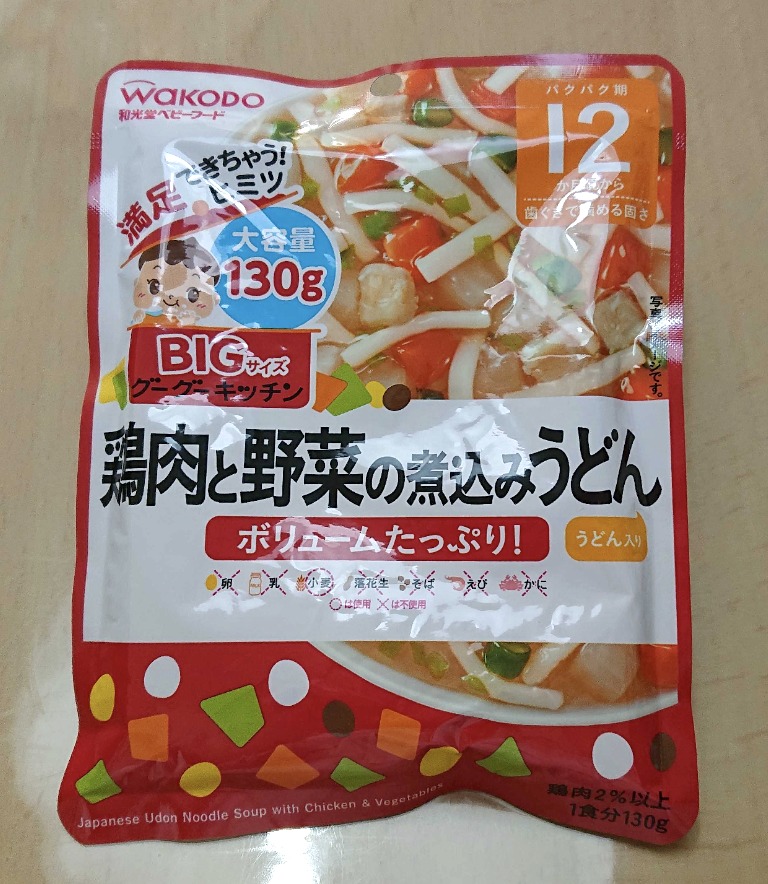 WAKODO
和光堂ベビーフード
パクパク期
12
か月頃から
歯ぐきで噛める固さ
満足できちゃう!
ヒミツ
大容量
130g
BIGサイズ
グーグーキッチン
写真
ジです。
鶏肉と野菜の煮込みうどん
ボリュームたっぷり!
うどん入り
卵 乳 小麦 落花生 そば えび かに
○は使用 ×は不使用
Japanese Udon Noodle Soup with Chicken & Vegetables
鶏肉2%以上
1食分130g